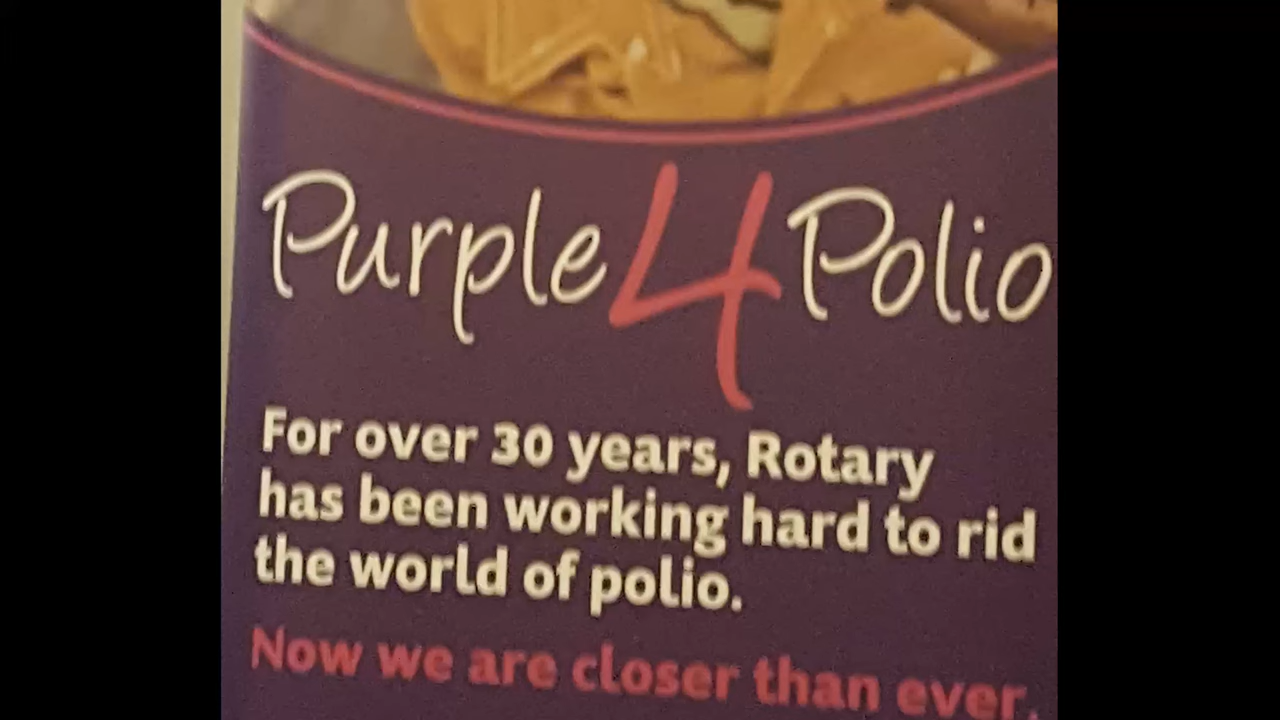 Purple4Polio
For over 30 years, Rotary
has been working hard to rid
the world of polio.
Now we are closer than ever.